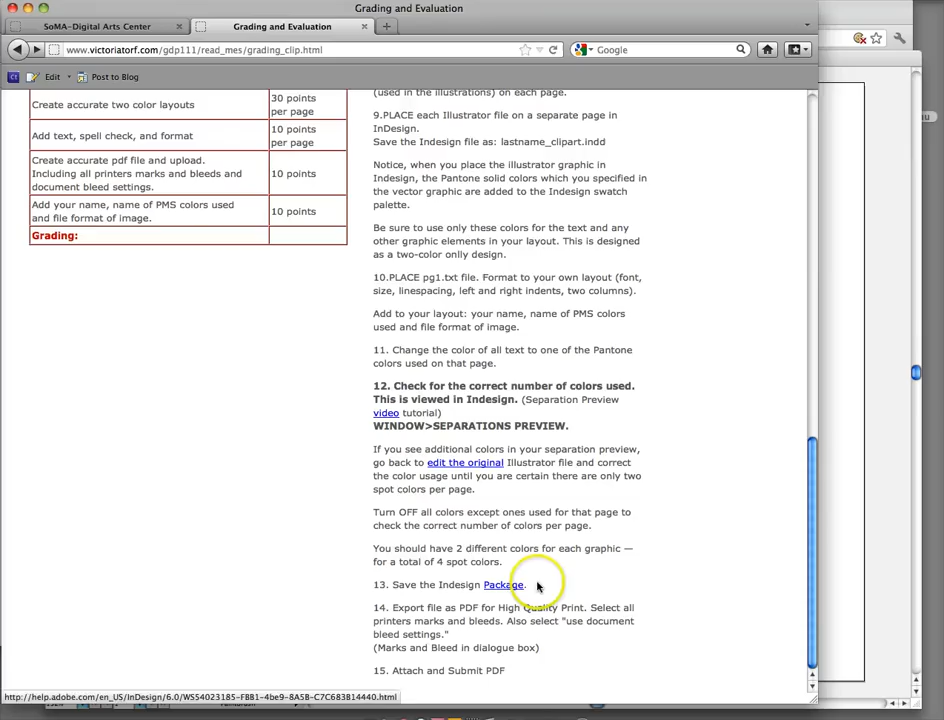 Grading and Evaluation
SoMA-Digital Arts Center
Grading and Evaluation
www.victoriatorf.com/gdp111/read_mes/grading_clip.html
Google
Edit
Post to Blog
Create accurate two color layouts
30 points
per page
Add text, spell check, and format
10 points
per page
Create accurate pdf file and upload.
Including all printers marks and bleeds and
document bleed settings.
10 points
Add your name, name of PMS colors used
and file format of image.
10 points
Grading:
(used in the illustrations) on each page.
9.PLACE each Illustrator file on a separate page in
InDesign.
Save the Indesign file as: lastname_clipart.indd
Notice, when you place the illustrator graphic in
Indesign, the Pantone solid colors which you specified in
the vector graphic are added to the Indesign swatch
palette.
Be sure to use only these colors for the text and any
other graphic elements in your layout. This is designed
as a two-color onlly design.
10.PLACE pg1.txt file. Format to your own layout (font,
size, linespacing, left and right indents, two columns).
Add to your layout: your name, name of PMS colors
used and file format of image.
11. Change the color of all text to one of the Pantone
colors used on that page.
12. Check for the correct number of colors used.
This is viewed in Indesign. (Separation Preview
video tutorial)
WINDOW>SEPARATIONS PREVIEW.
If you see additional colors in your separation preview,
go back to edit the original Illustrator file and correct
the color usage until you are certain there are only two
spot colors per page.
Turn OFF all colors except ones used for that page to
check the correct number of colors per page.
You should have 2 different colors for each graphic —
for a total of 4 spot colors.
13. Save the Indesign Package.
14. Export file as PDF for High Quality Print. Select all
printers marks and bleeds. Also select "use document
bleed settings."
(Marks and Bleed in dialogue box)
15. Attach and Submit PDF
http://help.adobe.com/en_US/InDesign/6.0/WS54023185-FBB1-4be9-8A5B-C7C683B14440.html